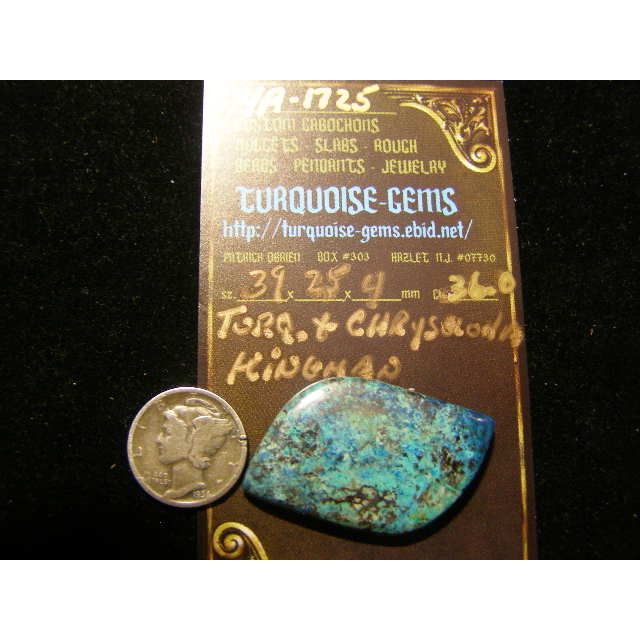 A-1725
CUSTOM CABOCHONS
NUGGETS - SLABS - ROUGH
BEADS - PENDANTS - JEWELRY
TURQUOISE-GEMS
http://turquoise-gems.ebid.net/
PATRICK OBRIEN BOX #303 HAZLET N.J. #07730
sz. 39 x 25 x 4 mm 36.0
TURQ. & CHRYSOCOLLA
KINGMAN